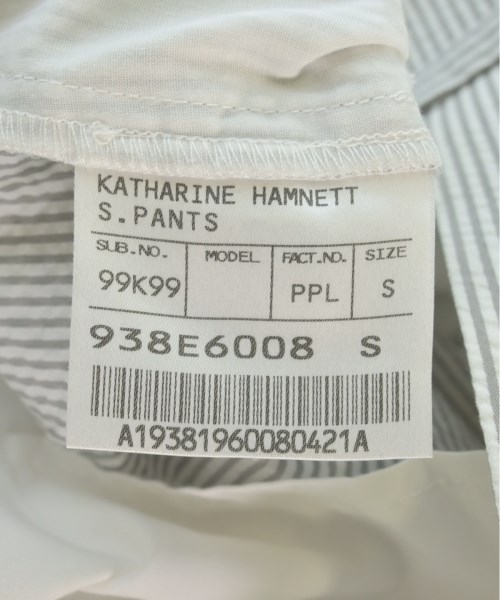 KATHARINE HAMNETT
S.PANTS
SUB.NO. MODEL FACT.NO. SIZE
99K99 PPL S
938E6008 S
A19381960080421A